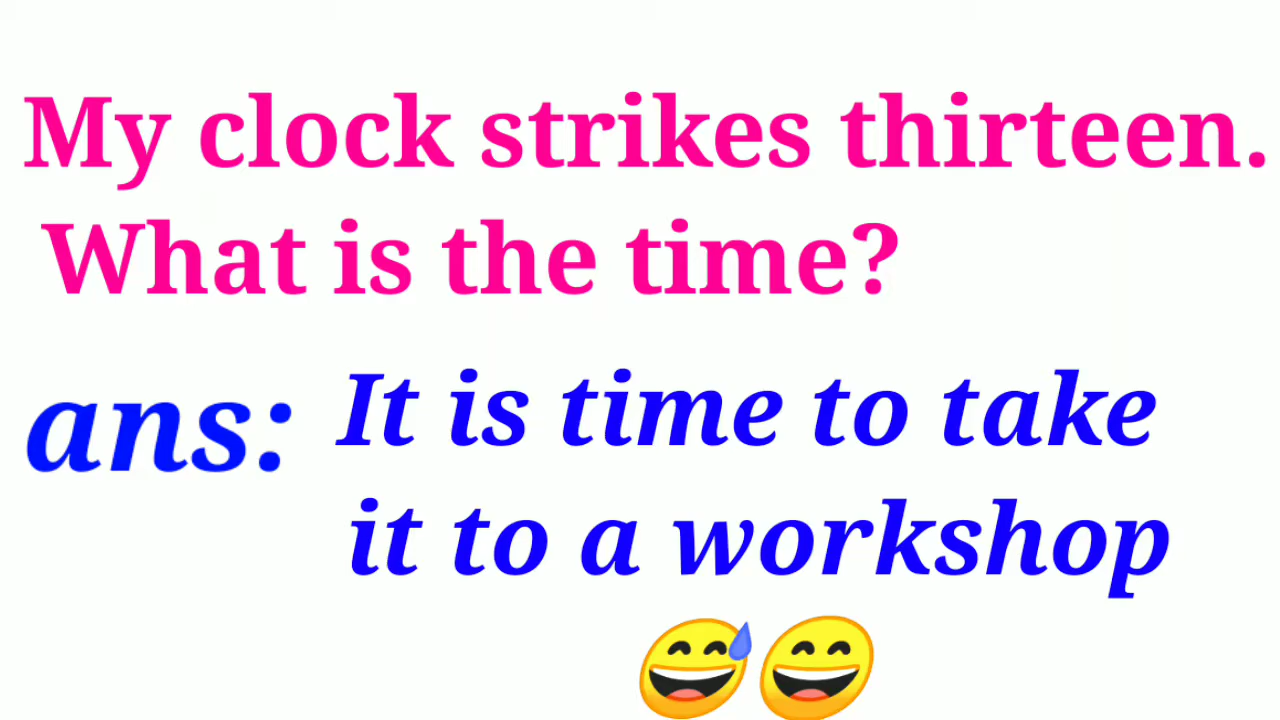 My clock strikes thirteen.
What is the time?
ans: It is time to take
it to a workshop